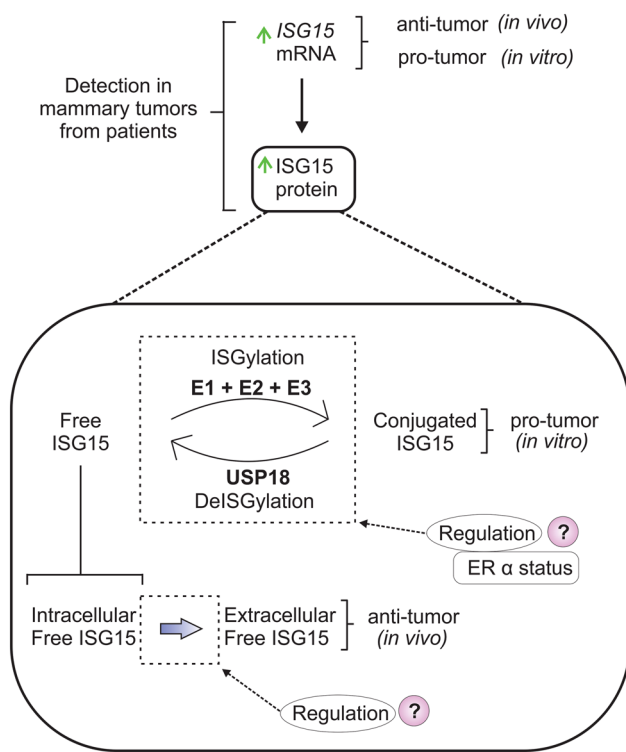 ISG15 anti-tumor (in vivo)
mRNA pro-tumor (in vitro)
Detection in
mammary tumors
from patients
ISG15
protein
ISGylation
E1 + E2 + E3
Free
ISG15
Conjugated
ISG15
pro-tumor
(in vitro)
USP18
DeISGylation
Regulation ?
ER α status
Intracellular
Free ISG15
Extracellular
Free ISG15
anti-tumor
(in vivo)
Regulation ?